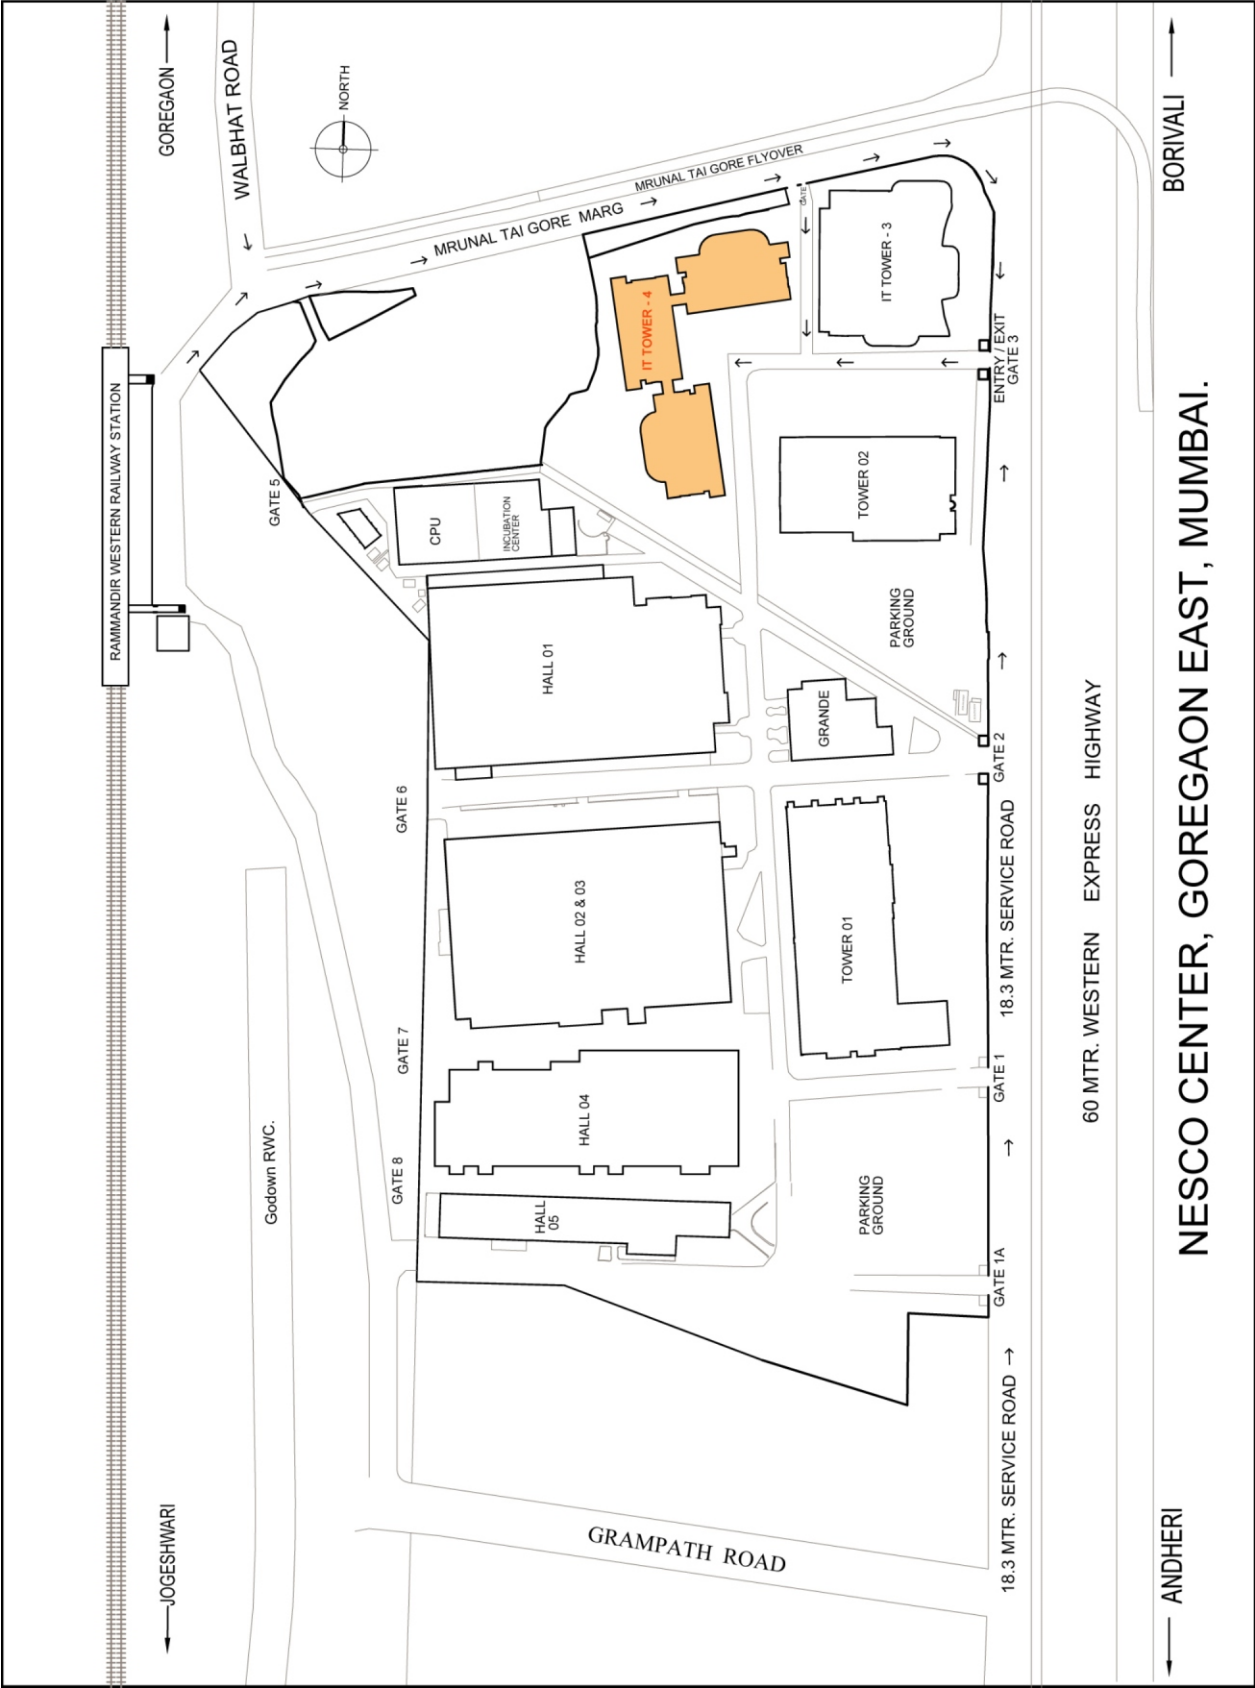 JOGESHWARI
GOREGAON
RAMMANDIR WESTERN RAILWAY STATION
WALBHAT ROAD
NORTH
Godown RWC.
GATE 8
GATE 7
GATE 6
GATE 5
MRUNAL TAI GORE MARG
MRUNAL TAI GORE FLYOVER
GATE
CPU
INCUBATION
CENTER
HALL
05
HALL 04
HALL 02 & 03
HALL 01
IT TOWER - 4
IT TOWER - 3
TOWER 02
TOWER 01
GRANDE
PARKING
GROUND
PARKING
GROUND
GRAMPATH ROAD
18.3 MTR. SERVICE ROAD
GATE 1A
GATE 1
18.3 MTR. SERVICE ROAD
GATE 2
ENTRY / EXIT
GATE 3
60 MTR. WESTERN EXPRESS HIGHWAY
ANDHERI
BORIVALI
NESCO CENTER, GOREGAON EAST, MUMBAI.